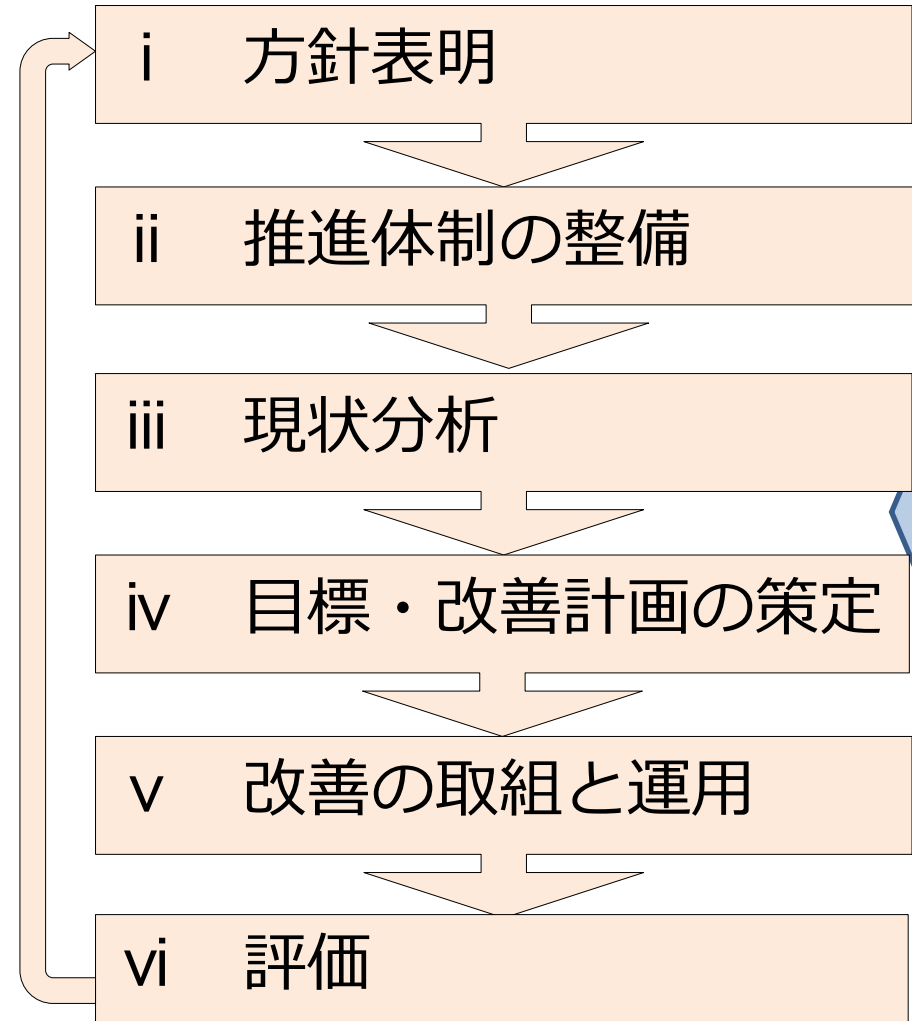 ⅰ 方針表明
ⅱ 推進体制の整備
ⅲ 現状分析
ⅳ 目標・改善計画の策定
ⅴ 改善の取組と運用
ⅵ 評価